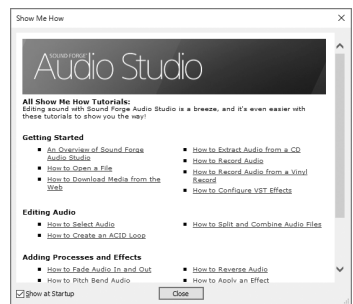 Show Me How
SOUND FORGE™
Audio Studio
All Show Me How Tutorials:
Editing sound with Sound Forge Audio Studio is a breeze, and it's even easier with
these tutorials to show you the way!
Getting Started
An Overview of Sound Forge
Audio Studio
How to Open a File
How to Download Media from the
Web
How to Extract Audio from a CD
How to Record Audio
How to Record Audio from a Vinyl
Record
How to Configure VST Effects
Editing Audio
How to Select Audio
How to Create an ACID Loop
How to Split and Combine Audio Files
Adding Processes and Effects
How to Fade Audio In and Out
How to Pitch Bend Audio
How to Reverse Audio
How to Apply an Effect
Show at Startup
Close